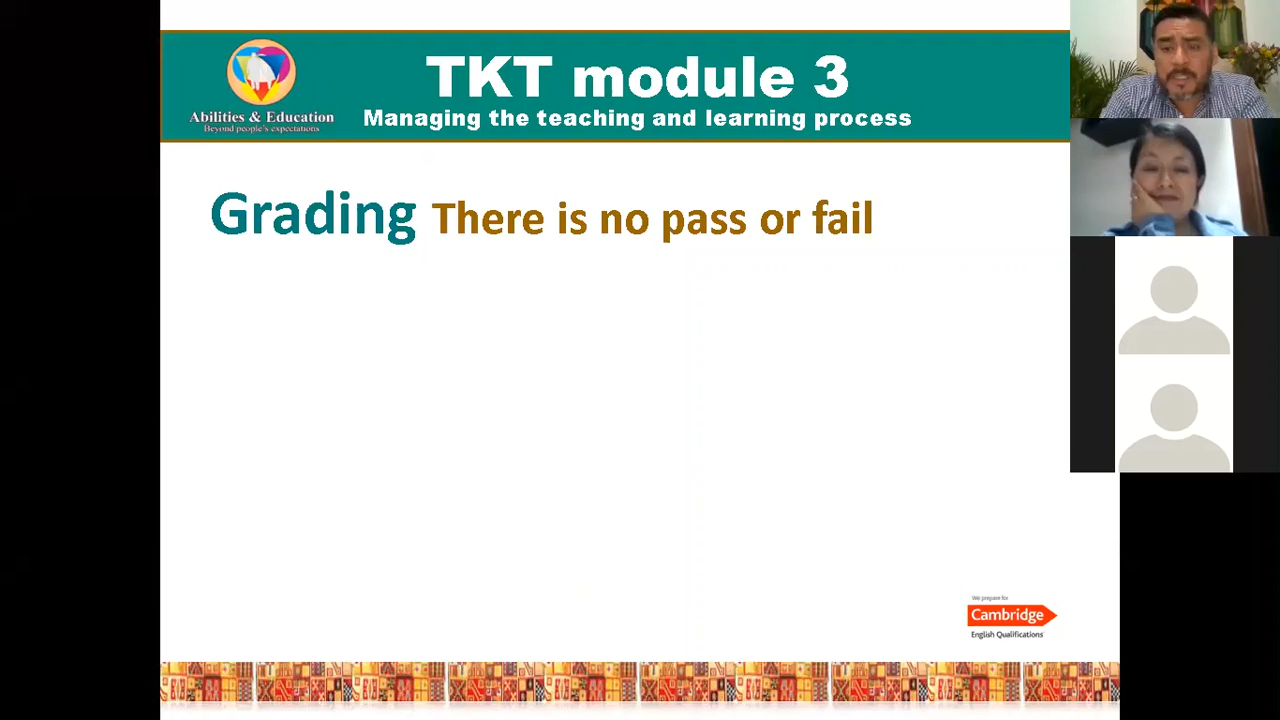 TKT module 3
Managing the teaching and learning process
Abilities & Education
Beyond people's expectations
Grading There is no pass or fail
We prepare for
Cambridge
English Qualifications